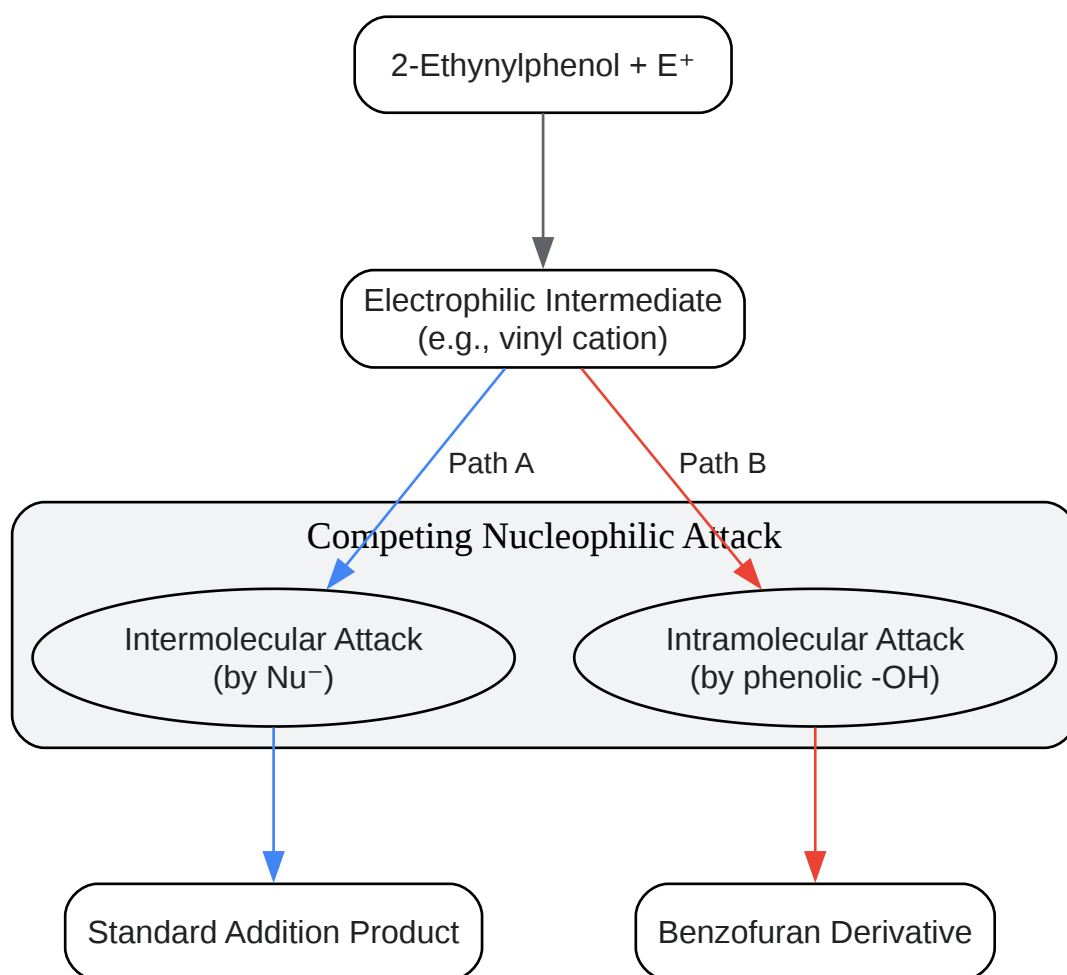 2-Ethynylphenol + E⁺
Electrophilic Intermediate
(e.g., vinyl cation)
Path A
Path B
Competing Nucleophilic Attack
Intermolecular Attack
(by Nu⁻)
Intramolecular Attack
(by phenolic -OH)
Standard Addition Product
Benzofuran Derivative